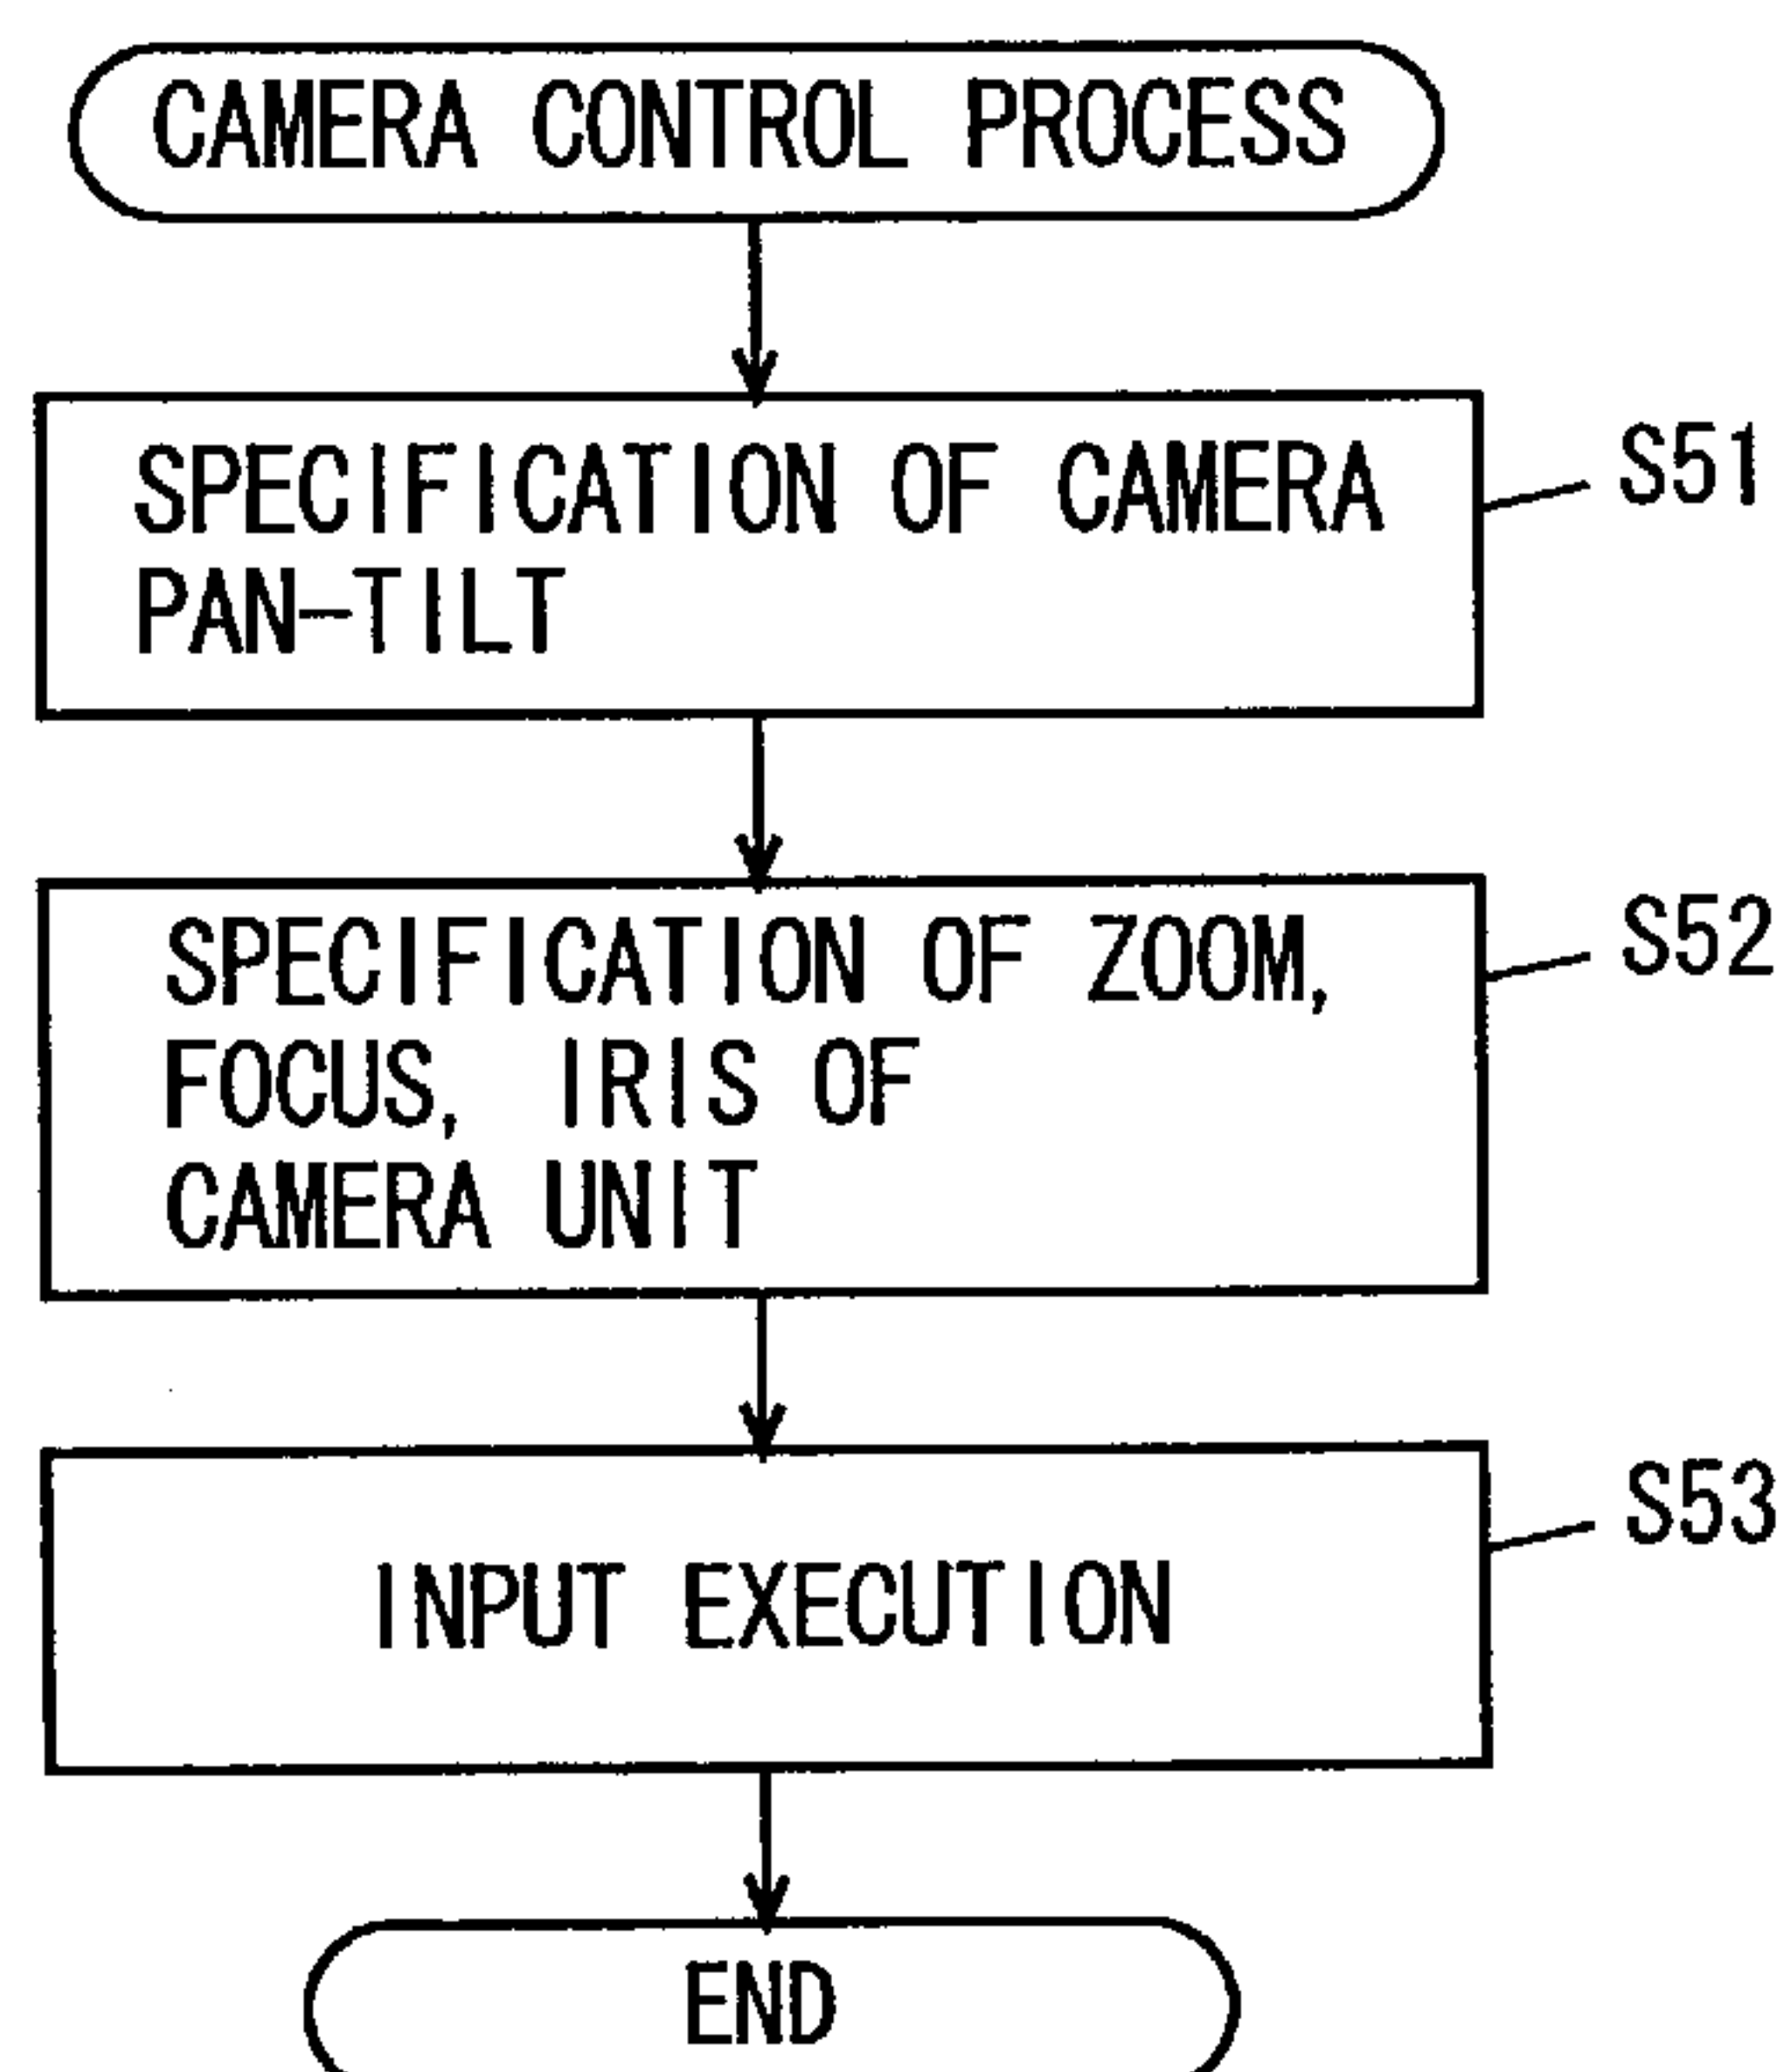 CAMERA CONTROL PROCESS
SPECIFICATION OF CAMERA
PAN-TILT
S51
SPECIFICATION OF ZOOM,
FOCUS, IRIS OF
CAMERA UNIT
S52
INPUT EXECUTION
S53
END